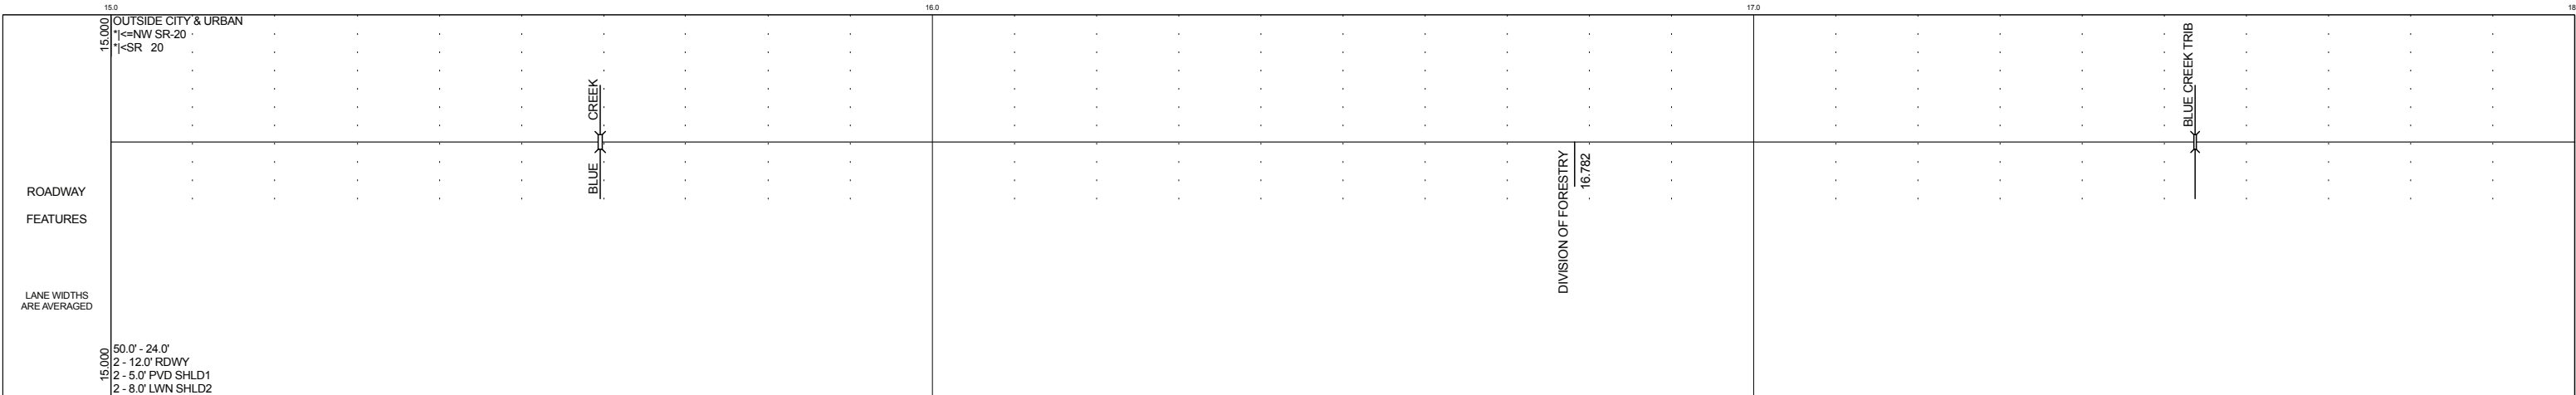 15.0
16.0
17.0
18
15.000
OUTSIDE CITY & URBAN
*|<=NW SR-20
*|<SR 20
BLUE CREEK
DIVISION OF FORESTRY
16.782
BLUE CREEK TRIB
ROADWAY
FEATURES
LANE WIDTHS
ARE AVERAGED
15.000
50.0' - 24.0'
2 - 12.0' RDWY
2 - 5.0' PVD SHLD1
2 - 8.0' LWN SHLD2